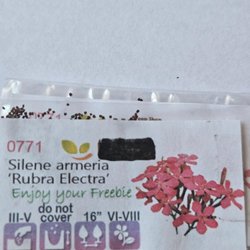 0771
Silene armeria
'Rubra Electra'
Enjoy your Freebie
do not
III-V cover 16" VI-VIII